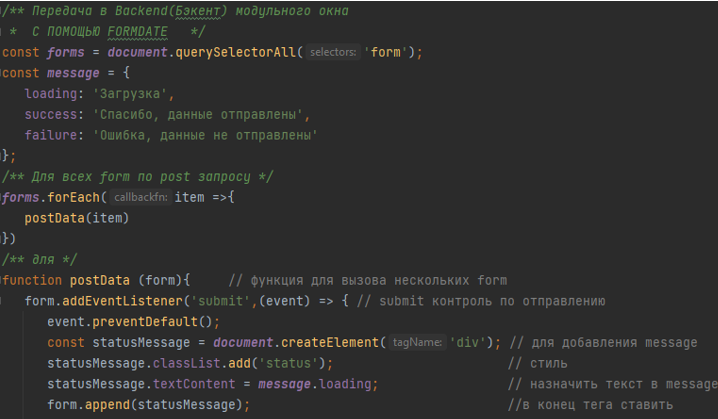 /** Передача в Backend(Бэкент) модульного окна
* С ПОМОЩЬЮ FORMDATE */
const forms = document.querySelectorAll( selectors: 'form');
const message = {
loading: 'Загрузка',
success: 'Спасибо, данные отправлены',
failure: 'Ошибка, данные не отправлены'
};
/** Для всех form по post запросу */
forms.forEach( callbackfn: item =>{
postData(item)
})
/** для */
function postData (form){ // функция для вызова нескольких form
form.addEventListener('submit',(event) => { // submit контроль по отправлению
event.preventDefault();
const statusMessage = document.createElement( tagName: 'div'); // для добавления message
statusMessage.classList.add('status'); // стиль
statusMessage.textContent = message.loading; // назначить текст в message
form.append(statusMessage); //в конец тега ставить